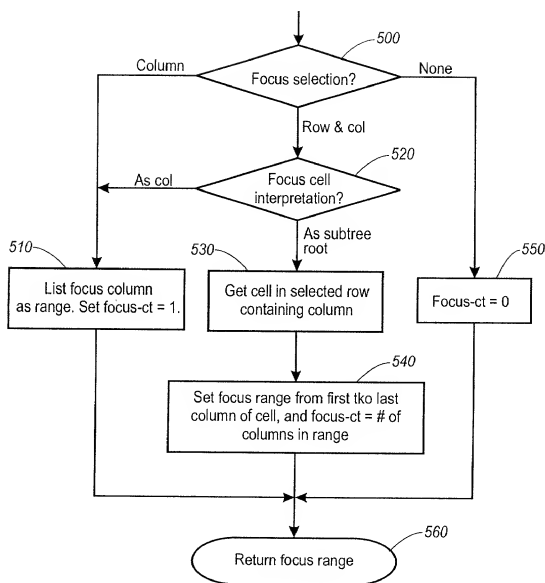 500
Focus selection?
Column
None
Row & col
520
Focus cell
interpretation?
As col
As subtree
root
510
List focus column
as range. Set focus-ct = 1.
530
Get cell in selected row
containing column
550
Focus-ct = 0
540
Set focus range from first tko last
column of cell, and focus-ct = # of
columns in range
560
Return focus range